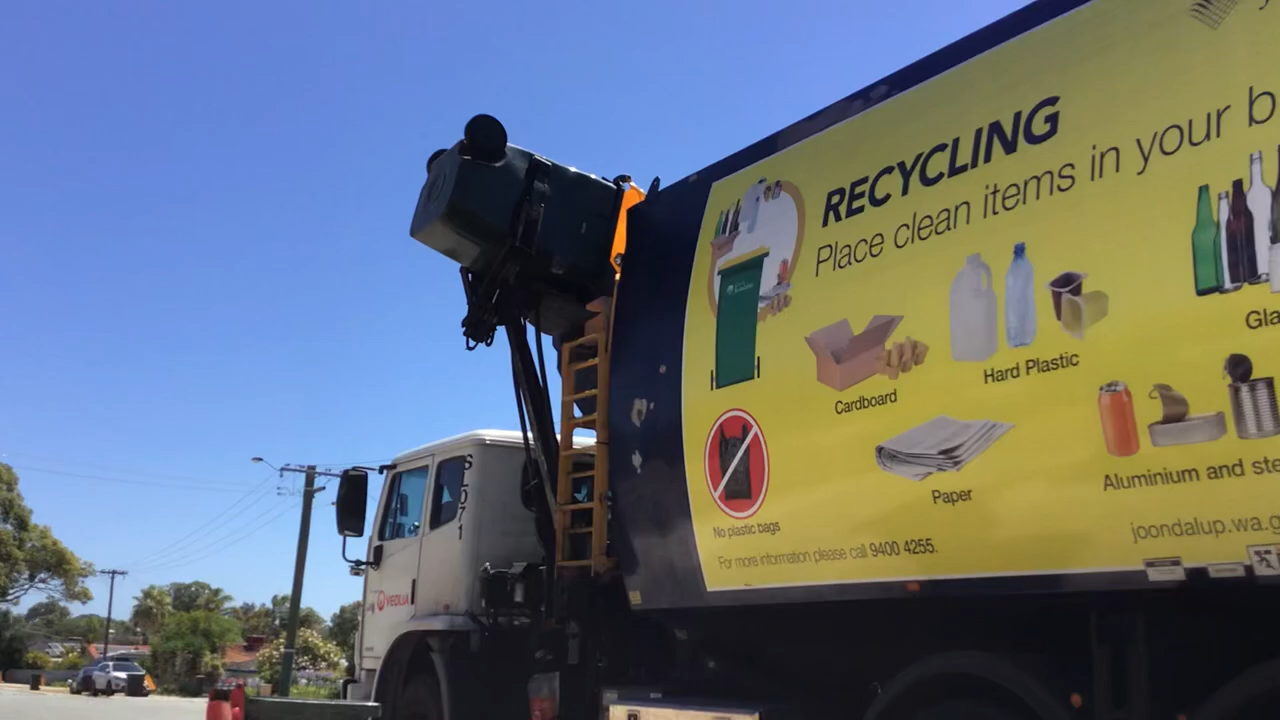 RECYCLING
Place clean items in your b
Cardboard
Hard Plastic
Gla
Paper
Aluminium and ste
No plastic bags
For more information please call 9400 4255.
joondalup.wa.g
SL071
VEOLIA